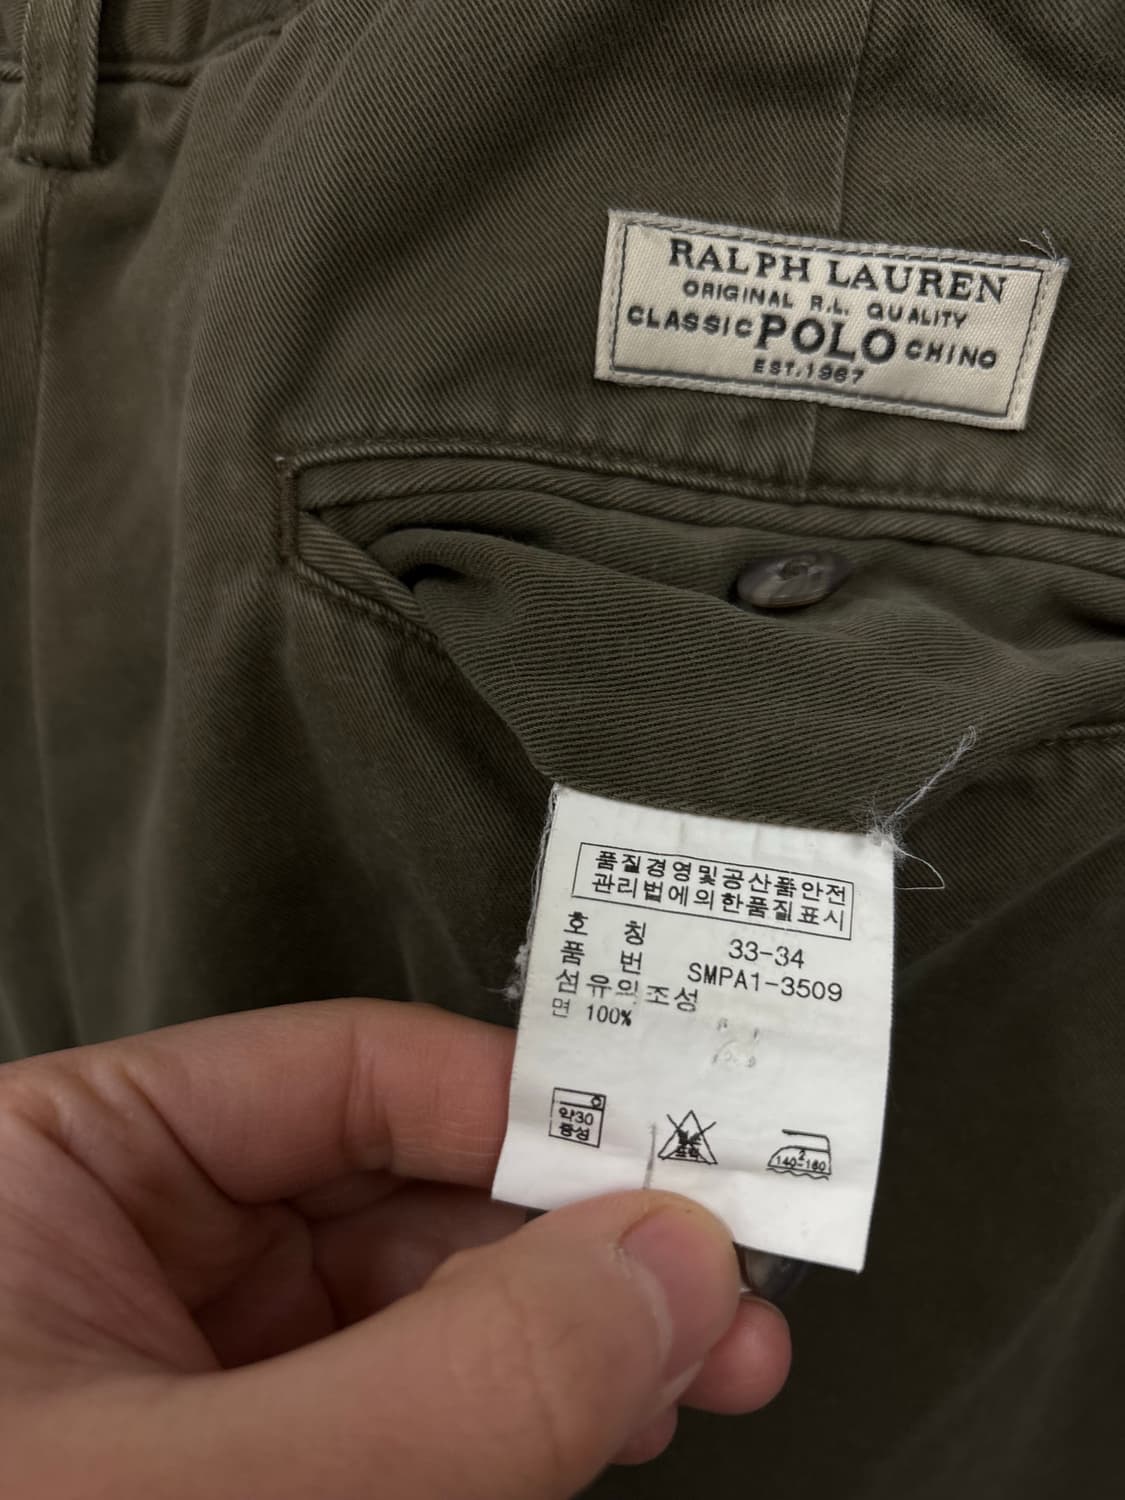 RALPH LAUREN
ORIGINAL R.L. QUALITY
CLASSIC POLO CHINO
EST. 1967
품질경영및공산품안전
관리법에의한품질표시
호 칭 33-34
품 번 SMPA1-3509
섬유의조성
면 100%
약30
중성
2
140-160